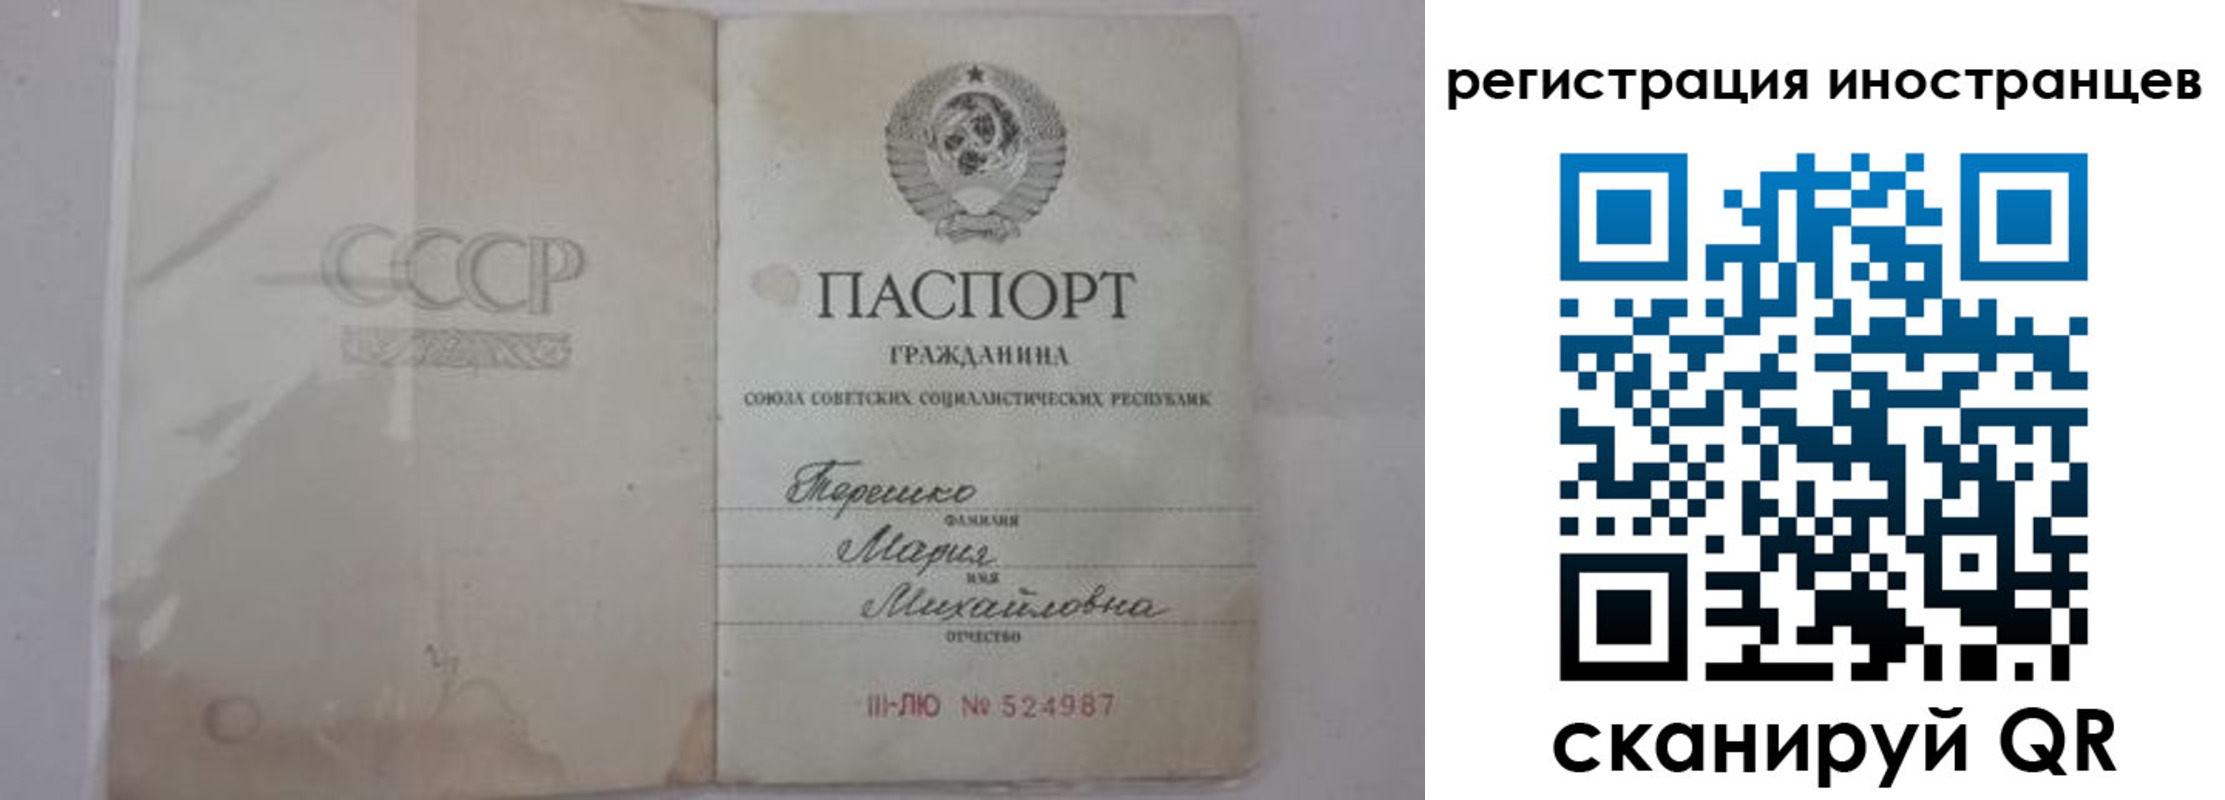 СССР
ПАСПОРТ
ГРАЖДАНИНА
СОЮЗА СОВЕТСКИХ СОЦИАЛИСТИЧЕСКИХ РЕСПУБЛИК
Терешко
ФАМИЛИЯ
Мария
ИМЯ
Михайловна
ОТЧЕСТВО
III-ЛЮ № 524987
регистрация иностранцев
сканируй QR